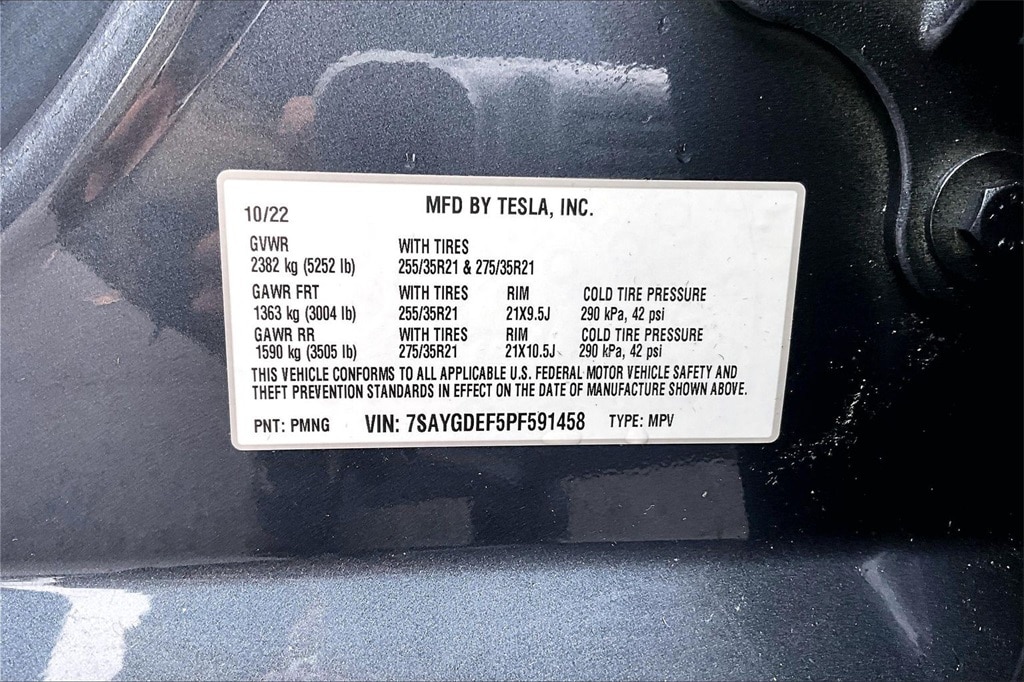 MFD BY TESLA, INC.
10/22
GVWR WITH TIRES
2382 kg (5252 lb) 255/35R21 & 275/35R21
GAWR FRT WITH TIRES RIM COLD TIRE PRESSURE
1363 kg (3004 lb) 255/35R21 21X9.5J 290 kPa, 42 psi
GAWR RR WITH TIRES RIM COLD TIRE PRESSURE
1590 kg (3505 lb) 275/35R21 21X10.5J 290 kPa, 42 psi
THIS VEHICLE CONFORMS TO ALL APPLICABLE U.S. FEDERAL MOTOR VEHICLE SAFETY AND
THEFT PREVENTION STANDARDS IN EFFECT ON THE DATE OF MANUFACTURE SHOWN ABOVE.
PNT: PMNG VIN: 7SAYGDEF5PF591458 TYPE: MPV